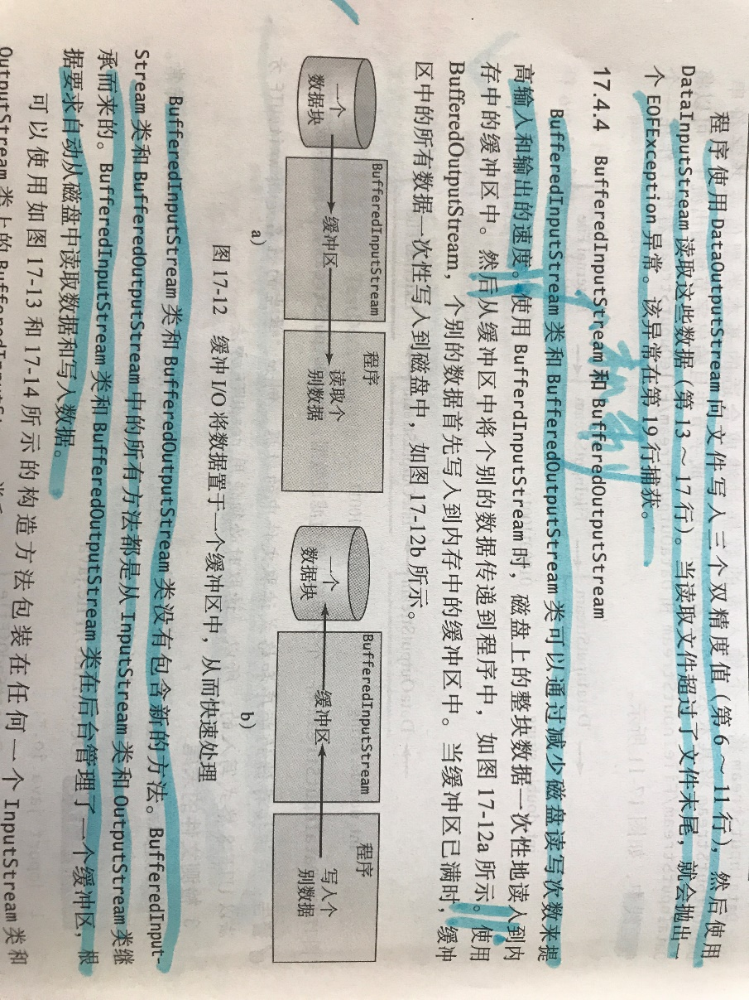 程序使用 DataOutputStream 向文件写入三个双精度值（第 6 ～ 11 行），然后使用
DataInputStream 读取这些数据（第 13 ～ 17 行）。当读取文件超过了文件末尾，就会抛出一
个 EOFException 异常。该异常在第 19 行捕获。
17.4.4 BufferedInputStream 和 BufferedOutputStream
BufferedInputStream 类和 BufferedOutputStream 类可以通过减少磁盘读写次数来提
高输入和输出的速度。使用 BufferdInputStream 时，磁盘上的整块数据一次性地读入到内
存中的缓冲区中。然后从缓冲区中将个别的数据传递到程序中，如图 17-12a 所示。使用
BufferedOutputStream，个别的数据首先写入到内存中的缓冲区中。当缓冲区已满时，缓冲
区中的所有数据一次性写入到磁盘中，如图 17-12b 所示。
一个
数据块
BufferedInputStream
缓冲区
程序
读取个
别数据
a）
一个
数据块
BufferedInputStream
缓冲区
程序
写入个
别数据
b）
图 17-12 缓冲 I/O 将数据置于一个缓冲区中，从而快速处理
BufferedInputStream 类和 BufferedOutputStream 类没有包含新的方法。BufferedInput-
Stream 类和 BufferedOutputStream 中的所有方法都是从 InputStream 类和 OutputStream 类继
承而来的。BufferedInputStream 类和 BufferedOutputStream 类在后台管理了一个缓冲区，根
据要求自动从磁盘中读取数据和写入数据。
可以使用如图 17-13 和 17-14 所示的构造方法包装在任何一个 InputStream 类和
OutputStream 类上的